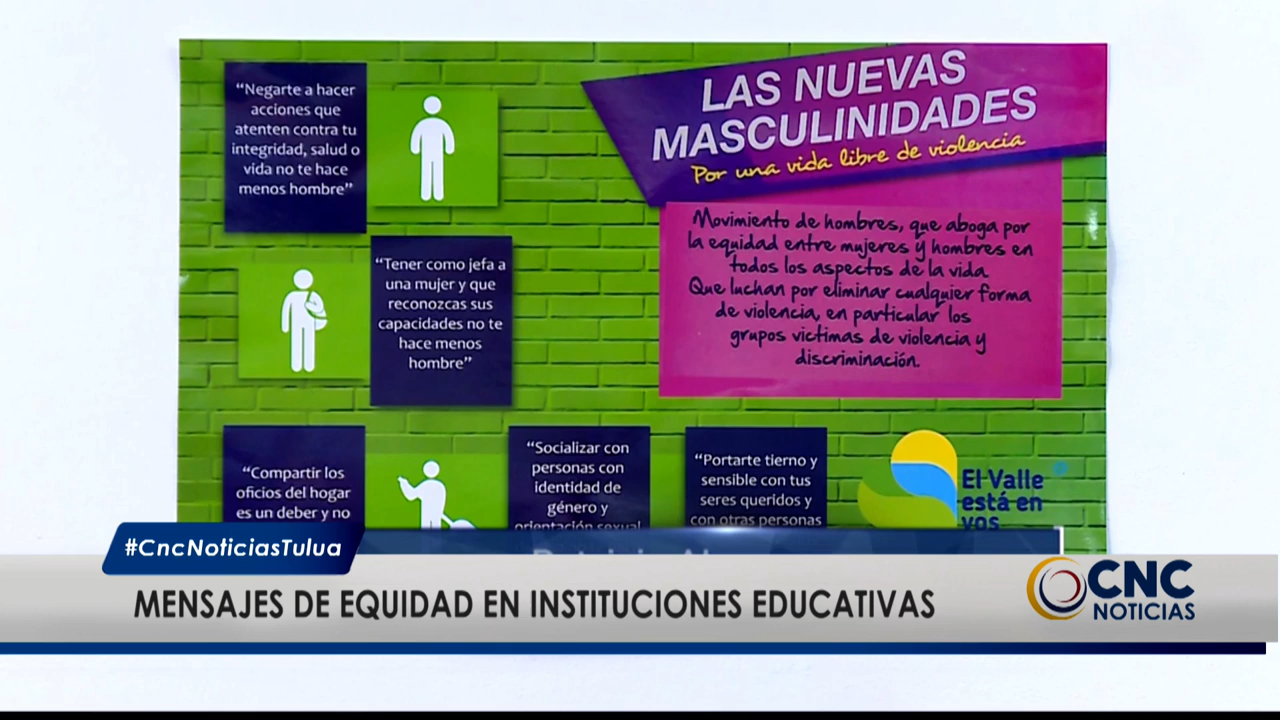 "Negarte a hacer
acciones que
atenten contra tu
integridad, salud o
vida no te hace
menos hombre"
LAS NUEVAS
MASCULINIDADES
Por una vida libre de violencia
Movimiento de hombres, que aboga por
la equidad entre mujeres y hombres en
todos los aspectos de la vida
Que luchan por eliminar cualquier forma
de violencia, en particular los
grupos victimas de violencia y
discriminación.
"Tener como jefa a
una mujer y que
reconozcas sus
capacidades no te
hace menos
hombre"
"Compartir los
oficios del hogar
es un deber y no
"Socializar con
personas con
identidad de
género y
orientación sexual
"Portarte tierno y
sensible con tus
seres queridos y
con otras personas
El Valle
está en
vos
#CncNoticiasTulua
MENSAJES DE EQUIDAD EN INSTITUCIONES EDUCATIVAS
CNC
NOTICIAS